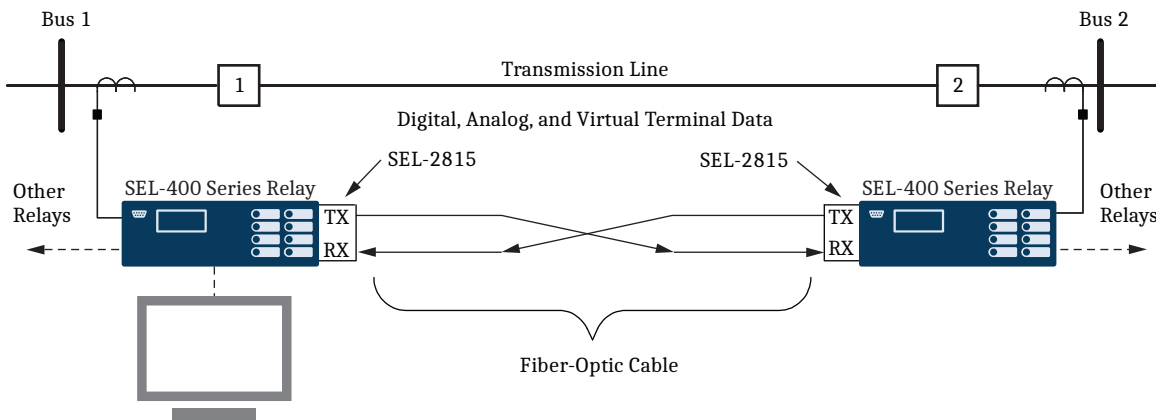 Bus 1
Bus 2
Transmission Line
1
2
Digital, Analog, and Virtual Terminal Data
SEL-2815
SEL-2815
Other
Relays
SEL-400 Series Relay
SEL-400 Series Relay
Other
Relays
TX
RX
TX
RX
Fiber-Optic Cable